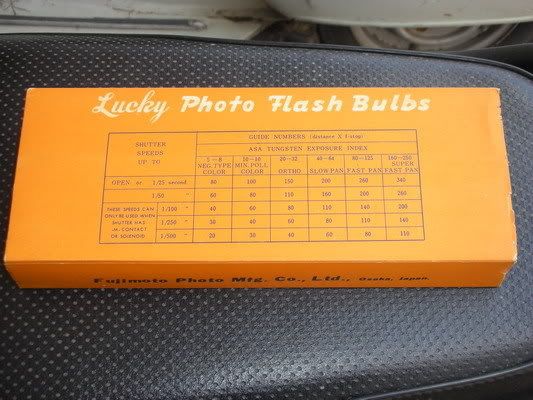 Lucky Photo Flash Bulbs
SHUTTER SPEEDS UP TO
GUIDE NUMBERS (distance X f-stop)
ASA TUNGSTEN EXPOSURE INDEX
5—8 NEG. TYPE COLOR
10—10 MIN. POLL COLOR
20—32 ORTHO
40—64 SLOW PAN
80—125 FAST PAN
160—250 SUPER FAST PAN
OPEN or 1/25 second 80 100 150 200 260 340
1/50 " 60 80 110 160 200 260
THESE SPEEDS CAN ONLY BE USED WHEN SHUTTER HAS M. CONTACT OR SOLENOID
1/100 " 40 60 80 110 140 200
1/250 " 30 40 60 80 110 140
1/500 " 20 30 40 60 80 110
Fujimoto Photo Mfg. Co., Ltd., Osaka, Japan.